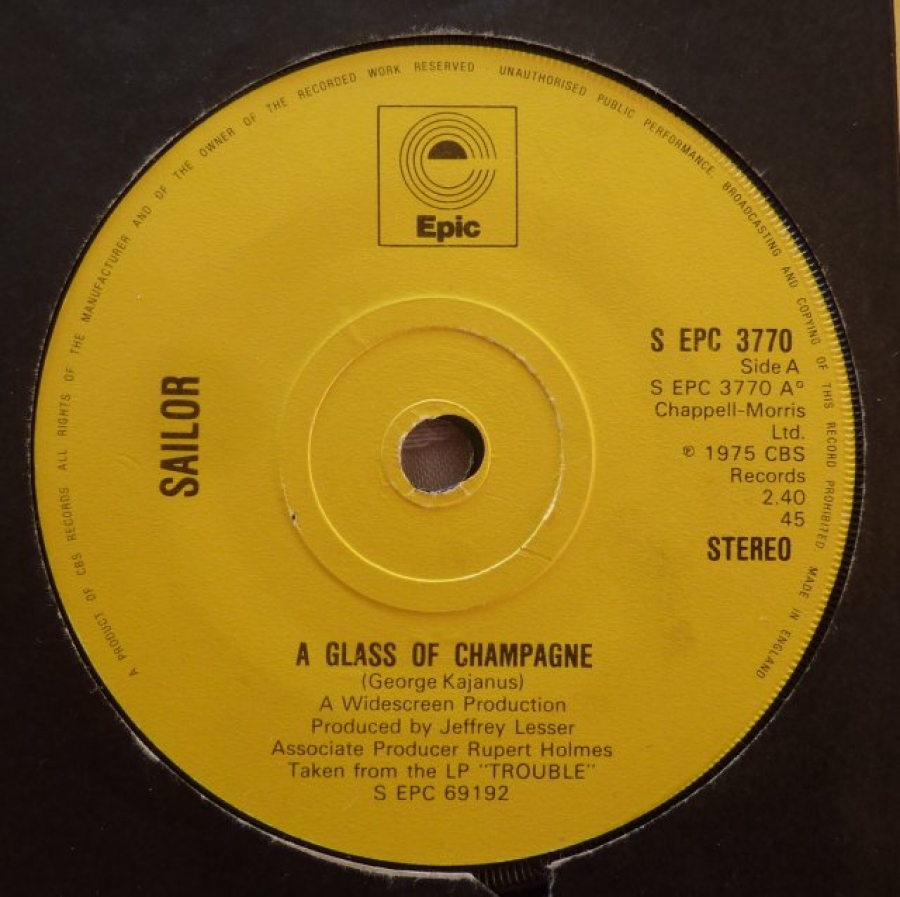 A PRODUCT OF CBS RECORDS ALL RIGHTS OF THE MANUFACTURER AND OF THE OWNER OF THE RECORDED WORK RESERVED · UNAUTHORISED PUBLIC PERFORMANCE, BROADCASTING AND COPYING OF THIS RECORD PROHIBITED MADE IN ENGLAND
Epic
SAILOR
S EPC 3770
Side A
S EPC 3770 A°
Chappell-Morris
Ltd.
℗ 1975 CBS
Records
2.40
45
STEREO
A GLASS OF CHAMPAGNE
(George Kajanus)
A Widescreen Production
Produced by Jeffrey Lesser
Associate Producer Rupert Holmes
Taken from the LP "TROUBLE"
S EPC 69192